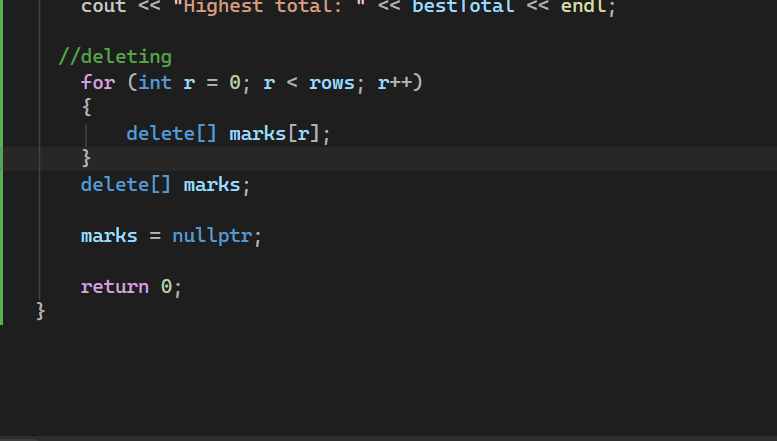 cout << "Highest total: " << bestTotal << endl;
//deleting
for (int r = 0; r < rows; r++)
{
delete[] marks[r];
}
delete[] marks;
marks = nullptr;
return 0;
}